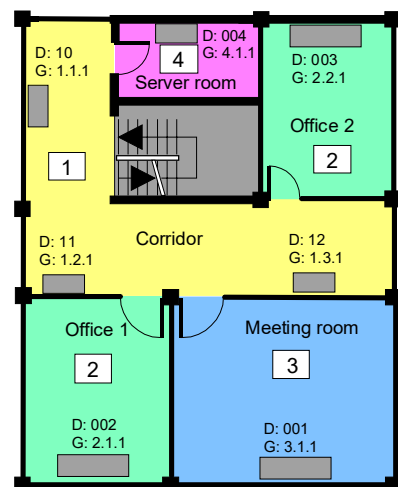 D: 10
G: 1.1.1
D: 004
G: 4.1.1
4
Server room
D: 003
G: 2.2.1
Office 2
2
1
D: 11
G: 1.2.1
Corridor
D: 12
G: 1.3.1
Office 1
2
D: 002
G: 2.1.1
Meeting room
3
D: 001
G: 3.1.1